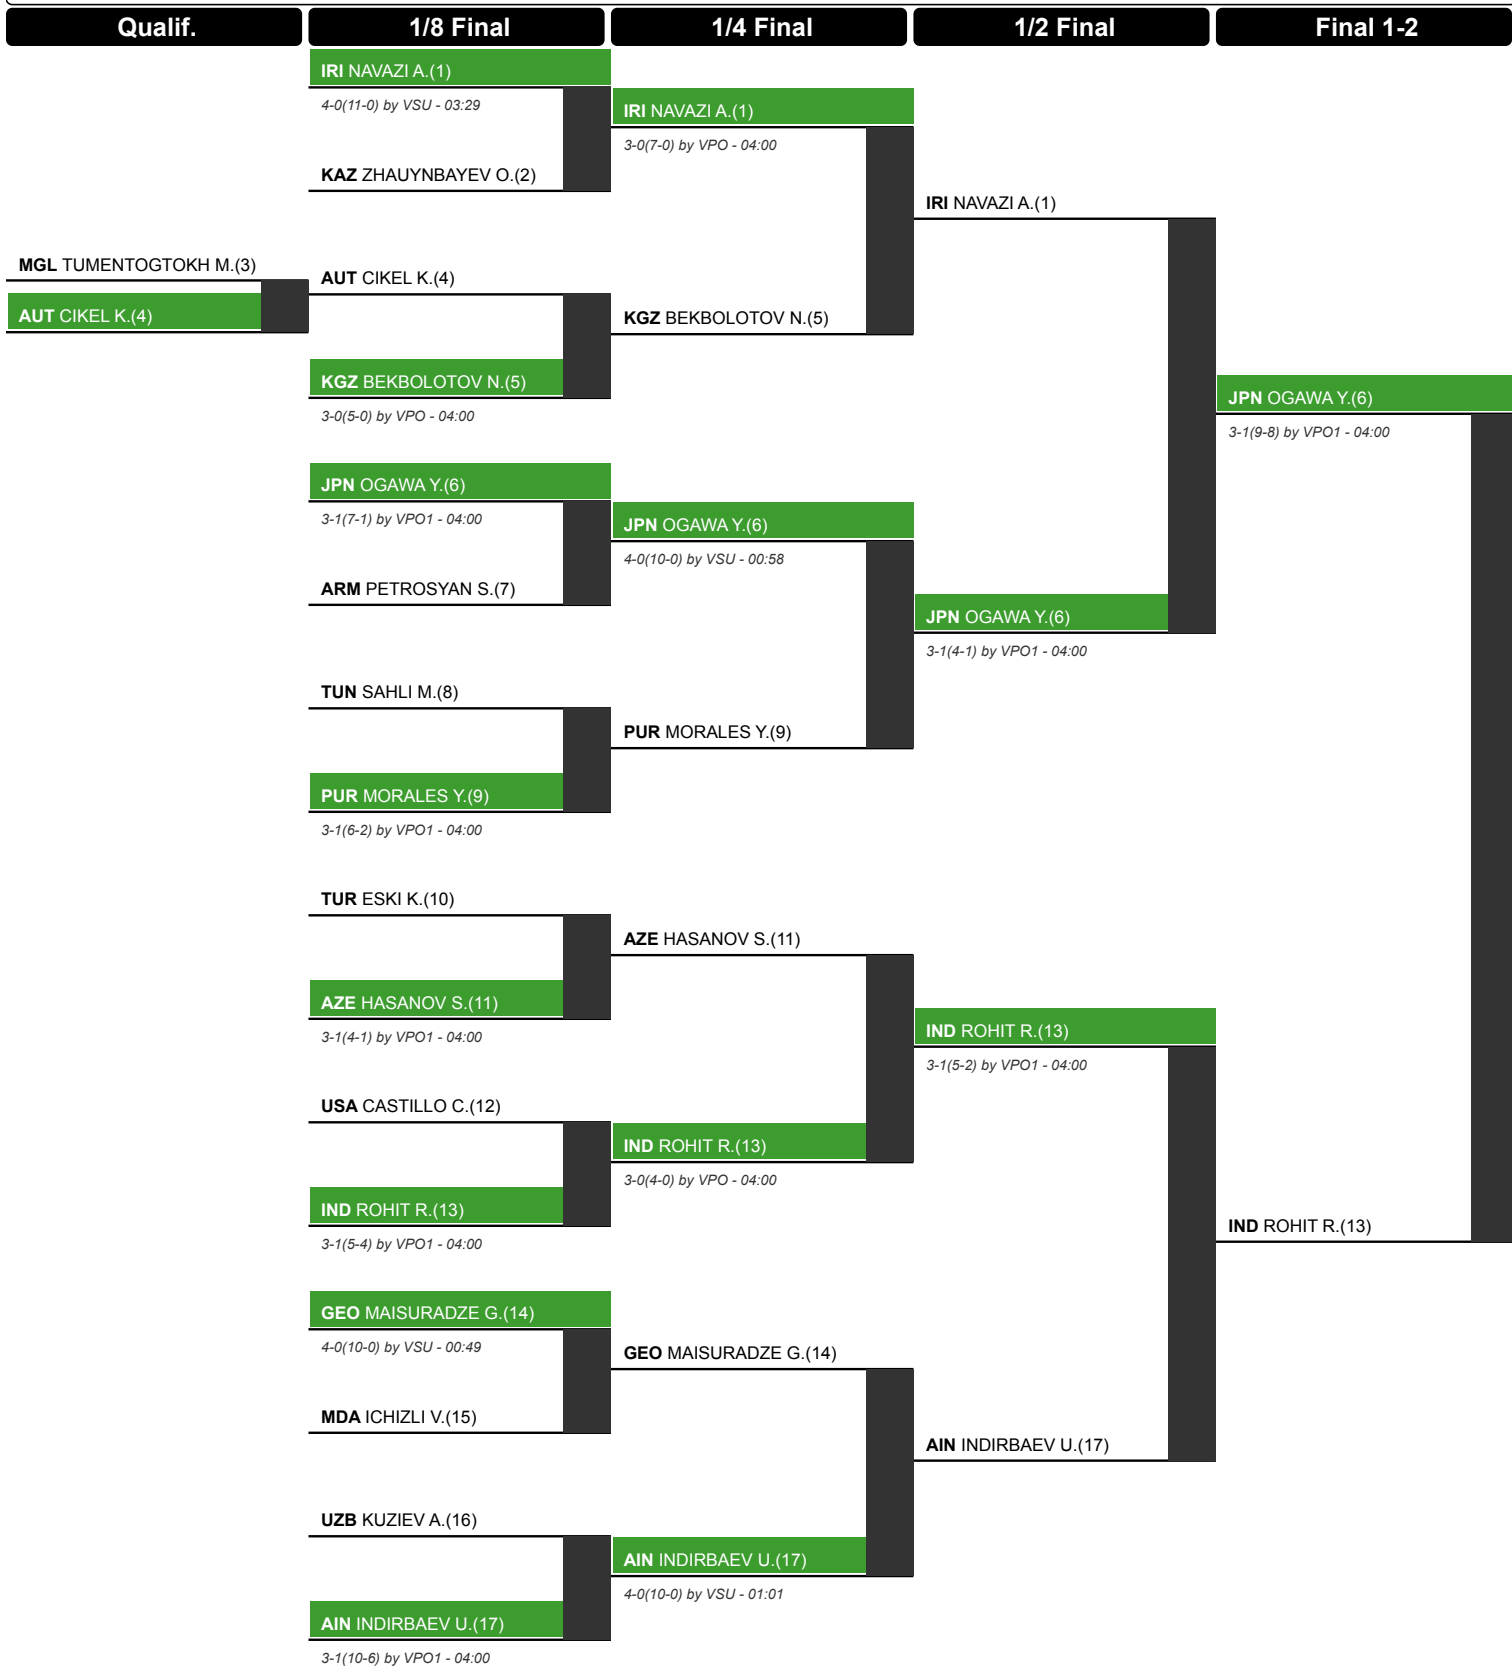 Qualif.
1/8 Final
1/4 Final
1/2 Final
Final 1-2
MGL TUMENTOGTOKH M.(3)
AUT CIKEL K.(4)
IRI NAVAZI A.(1)
4-0(11-0) by VSU - 03:29
KAZ ZHAUYNBAYEV O.(2)
AUT CIKEL K.(4)
KGZ BEKBOLOTOV N.(5)
3-0(5-0) by VPO - 04:00
JPN OGAWA Y.(6)
3-1(7-1) by VPO1 - 04:00
ARM PETROSYAN S.(7)
TUN SAHLI M.(8)
PUR MORALES Y.(9)
3-1(6-2) by VPO1 - 04:00
TUR ESKI K.(10)
AZE HASANOV S.(11)
3-1(4-1) by VPO1 - 04:00
USA CASTILLO C.(12)
IND ROHIT R.(13)
3-1(5-4) by VPO1 - 04:00
GEO MAISURADZE G.(14)
4-0(10-0) by VSU - 00:49
MDA ICHIZLI V.(15)
UZB KUZIEV A.(16)
AIN INDIRBAEV U.(17)
3-1(10-6) by VPO1 - 04:00
IRI NAVAZI A.(1)
3-0(7-0) by VPO - 04:00
KGZ BEKBOLOTOV N.(5)
JPN OGAWA Y.(6)
4-0(10-0) by VSU - 00:58
PUR MORALES Y.(9)
AZE HASANOV S.(11)
IND ROHIT R.(13)
3-0(4-0) by VPO - 04:00
GEO MAISURADZE G.(14)
AIN INDIRBAEV U.(17)
4-0(10-0) by VSU - 01:01
IRI NAVAZI A.(1)
JPN OGAWA Y.(6)
3-1(4-1) by VPO1 - 04:00
IND ROHIT R.(13)
3-1(5-2) by VPO1 - 04:00
AIN INDIRBAEV U.(17)
JPN OGAWA Y.(6)
3-1(9-8) by VPO1 - 04:00
IND ROHIT R.(13)